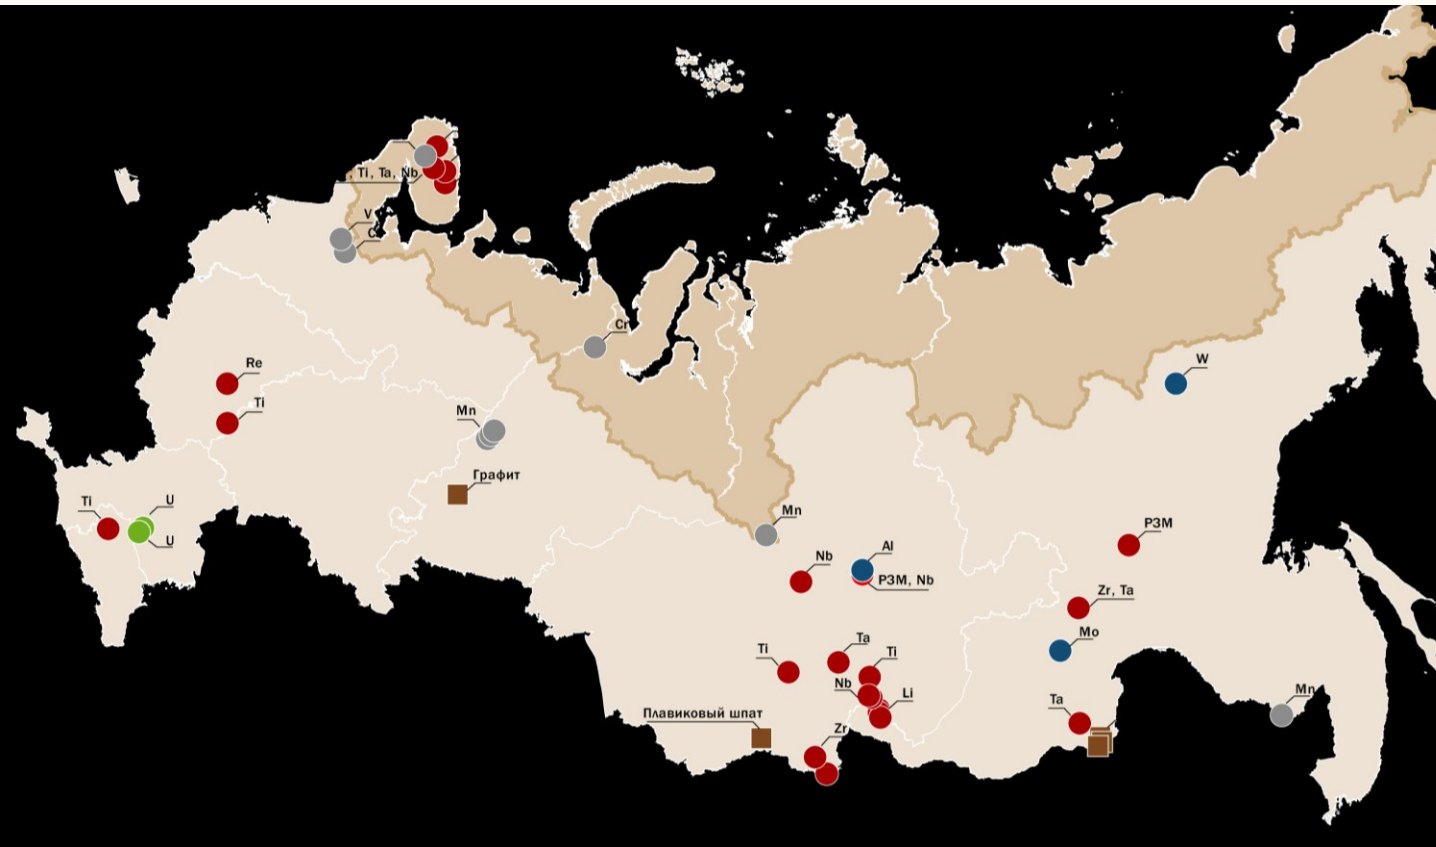 , Ti, Ta, Nb
V
Cr
Re
Ti
Mn
Графит
Ti
U
U
W
Mn
Al
Nb
РЗМ, Nb
РЗМ
Zr, Ta
Mo
Ta
Ti
Ti
Nb
Li
Плавиковый шпат
Zr
Ta
Mn